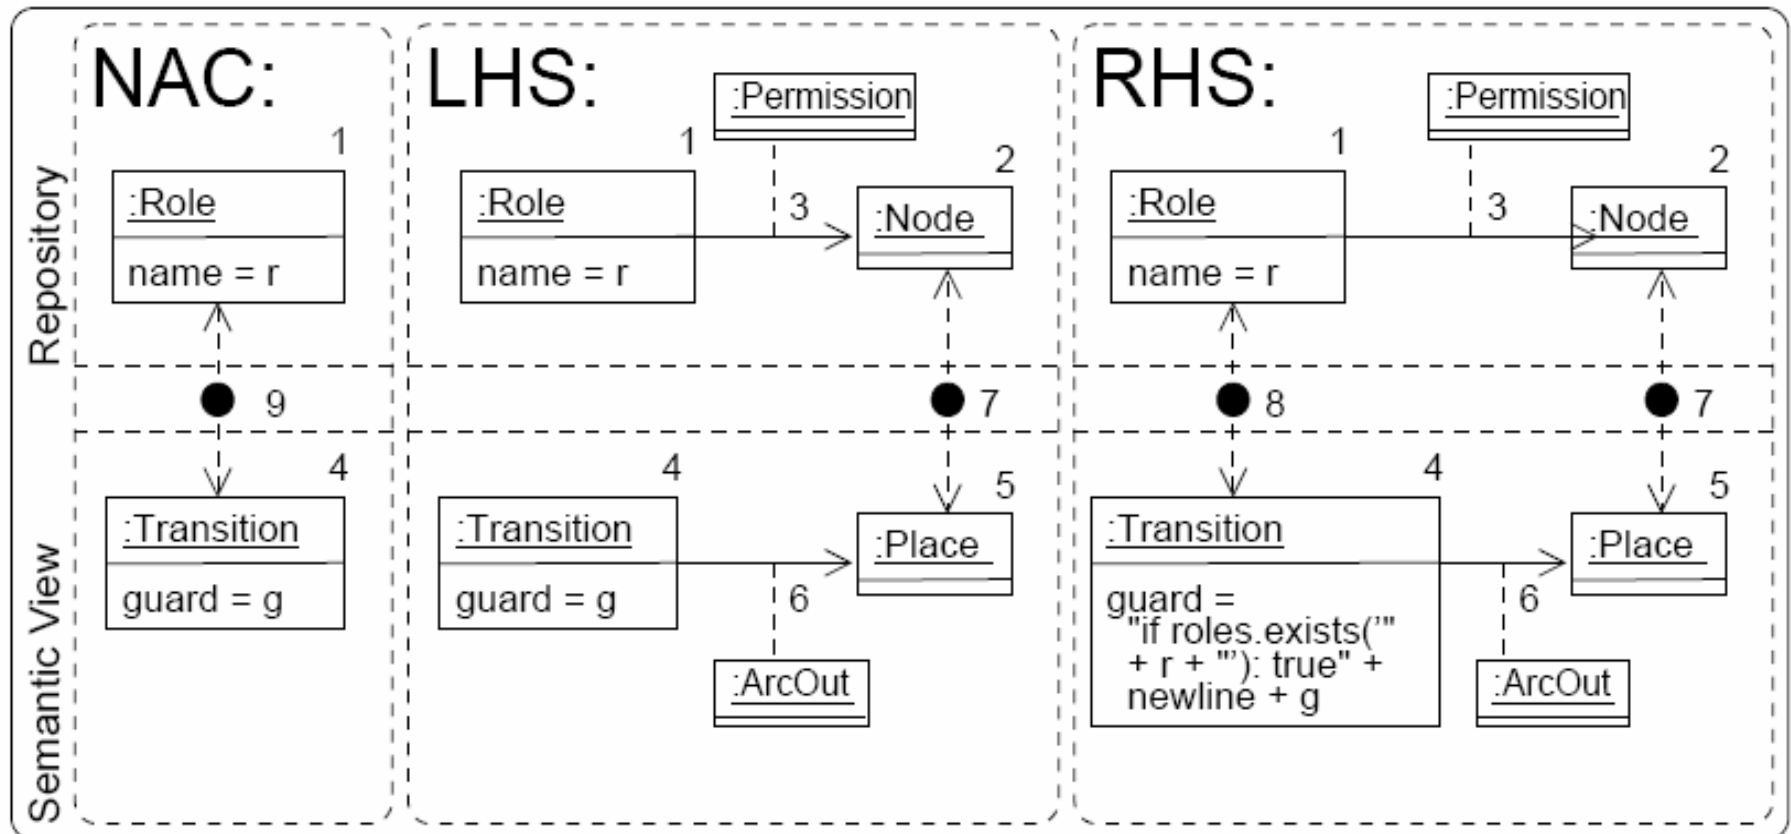 Repository
Semantic View
NAC:
1
:Role
name = r
9
4
:Transition
guard = g
LHS:
:Permission
1
2
:Role
3
:Node
name = r
7
4
5
:Transition
:Place
guard = g
6
:ArcOut
RHS:
:Permission
1
2
:Role
3
:Node
name = r
8
7
4
5
:Transition
:Place
guard =
"if roles.exists('"
+ r + "'): true" +
newline + g
6
:ArcOut